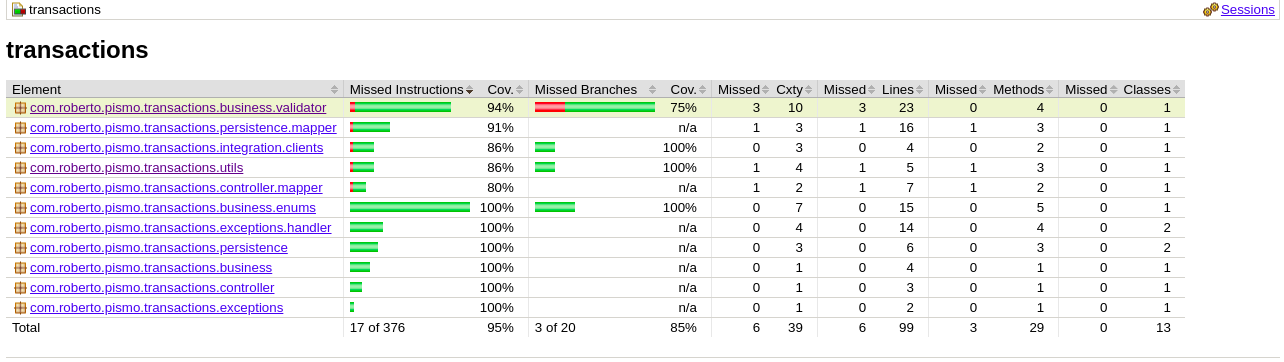 transactions Sessions
transactions
Element Missed Instructions Cov. Missed Branches Cov. Missed Cxty Missed Lines Missed Methods Missed Classes
com.roberto.pismo.transactions.business.validator 94% 75% 3 10 3 23 0 4 0 1
com.roberto.pismo.transactions.persistence.mapper 91% n/a 1 3 1 16 1 3 0 1
com.roberto.pismo.transactions.integration.clients 86% 100% 0 3 0 4 0 2 0 1
com.roberto.pismo.transactions.utils 86% 100% 1 4 1 5 1 3 0 1
com.roberto.pismo.transactions.controller.mapper 80% n/a 1 2 1 7 1 2 0 1
com.roberto.pismo.transactions.business.enums 100% 100% 0 7 0 15 0 5 0 1
com.roberto.pismo.transactions.exceptions.handler 100% n/a 0 4 0 14 0 4 0 2
com.roberto.pismo.transactions.persistence 100% n/a 0 3 0 6 0 3 0 2
com.roberto.pismo.transactions.business 100% n/a 0 1 0 4 0 1 0 1
com.roberto.pismo.transactions.controller 100% n/a 0 1 0 3 0 1 0 1
com.roberto.pismo.transactions.exceptions 100% n/a 0 1 0 2 0 1 0 1
Total 17 of 376 95% 3 of 20 85% 6 39 6 99 3 29 0 13